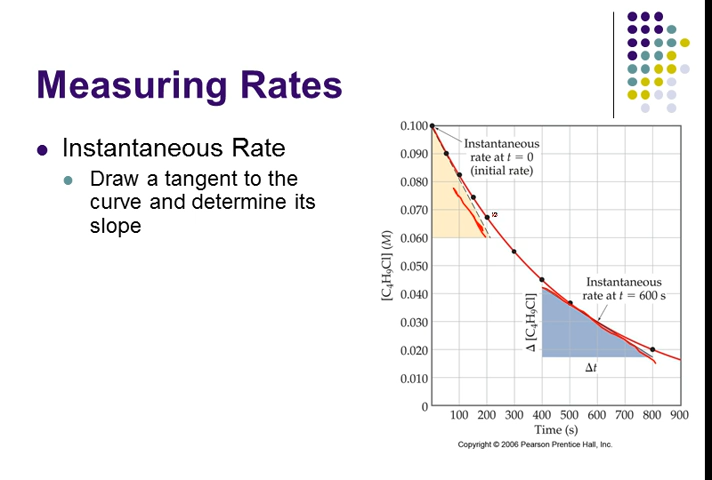 Measuring Rates
Instantaneous Rate
Draw a tangent to the
curve and determine its
slope
0.100
0.090
0.080
0.070
0.060
0.050
0.040
0.030
0.020
0.010
0
[C₄H₉Cl] (M)
Instantaneous
rate at t = 0
(initial rate)
Instantaneous
rate at t = 600 s
Δ [C₄H₉Cl]
Δt
100 200 300 400 500 600 700 800 900
Time (s)
Copyright © 2006 Pearson Prentice Hall, Inc.